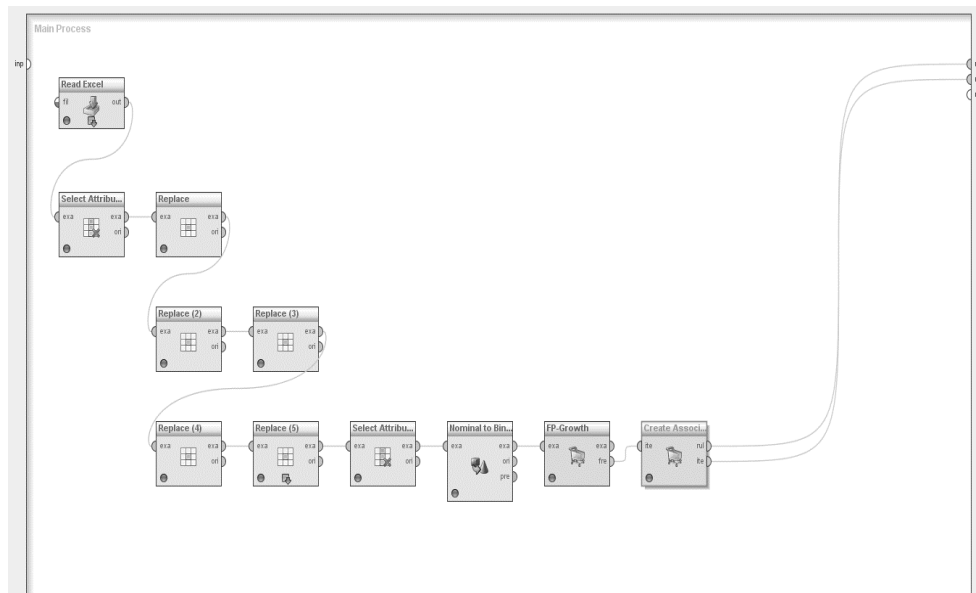 Main Process
inp
Read Excel
fil out
Select Attribu... Replace
exa exa exa exa
ori ori
Replace (2) Replace (3)
exa exa exa exa
ori ori
Replace (4) Replace (5) Select Attribu... Nominal to Bin... FP-Growth Create Associ...
exa exa exa exa exa exa exa exa exa exa ite rul
ori ori ori ori fre ite
pre